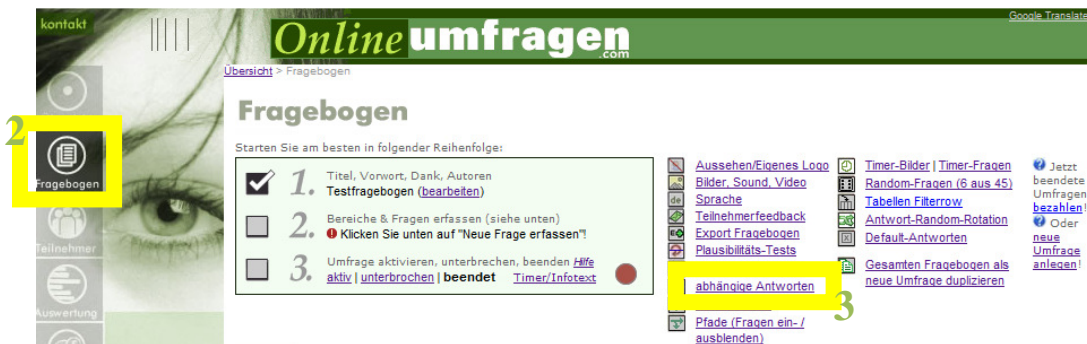 kontakt
Onlineumfragen
.com
Google Translate
Übersicht > Fragebogen
Fragebogen
Starten Sie am besten in folgender Reihenfolge:
1. Titel, Vorwort, Dank, Autoren
Testfragebogen (bearbeiten)
2. Bereiche & Fragen erfassen (siehe unten)
Klicken Sie unten auf "Neue Frage erfassen"!
3. Umfrage aktivieren, unterbrechen, beenden Hilfe
aktiv | unterbrochen | beendet Timer/Infotext
2
Fragebogen
Teilnehmer
Auswertung
Aussehen/Eigenes Logo
Bilder, Sound, Video
de Sprache
Teilnehmerfeedback
Export Fragebogen
Plausibilitäts-Tests
abhängige Antworten
3
Pfade (Fragen ein- /
ausblenden)
Timer-Bilder | Timer-Fragen
Random-Fragen (6 aus 45)
Tabellen Filterrow
Antwort-Random-Rotation
Default-Antworten
Gesamten Fragebogen als
neue Umfrage duplizieren
Jetzt
beendete
Umfragen
bezahlen!
Oder
neue
Umfrage
anlegen!